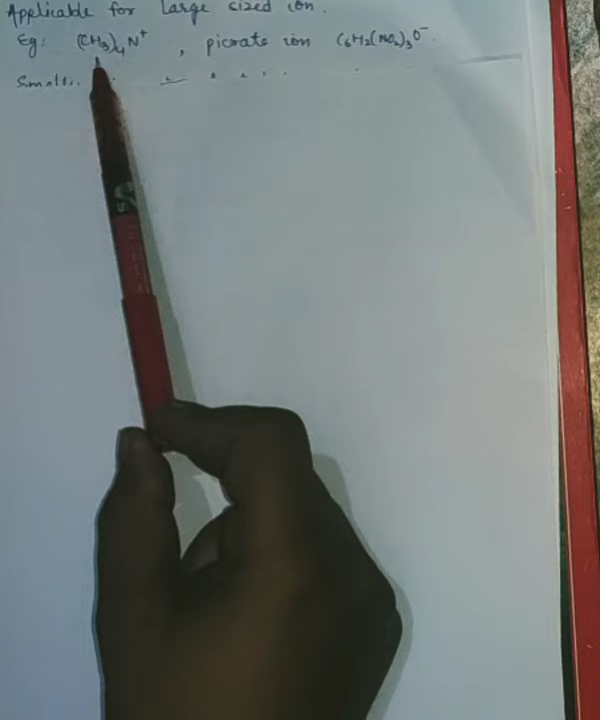 Applicable for Large sized ion.
Eg: (CH3)4N+ , picrate ion C6H2(NO2)3O-.